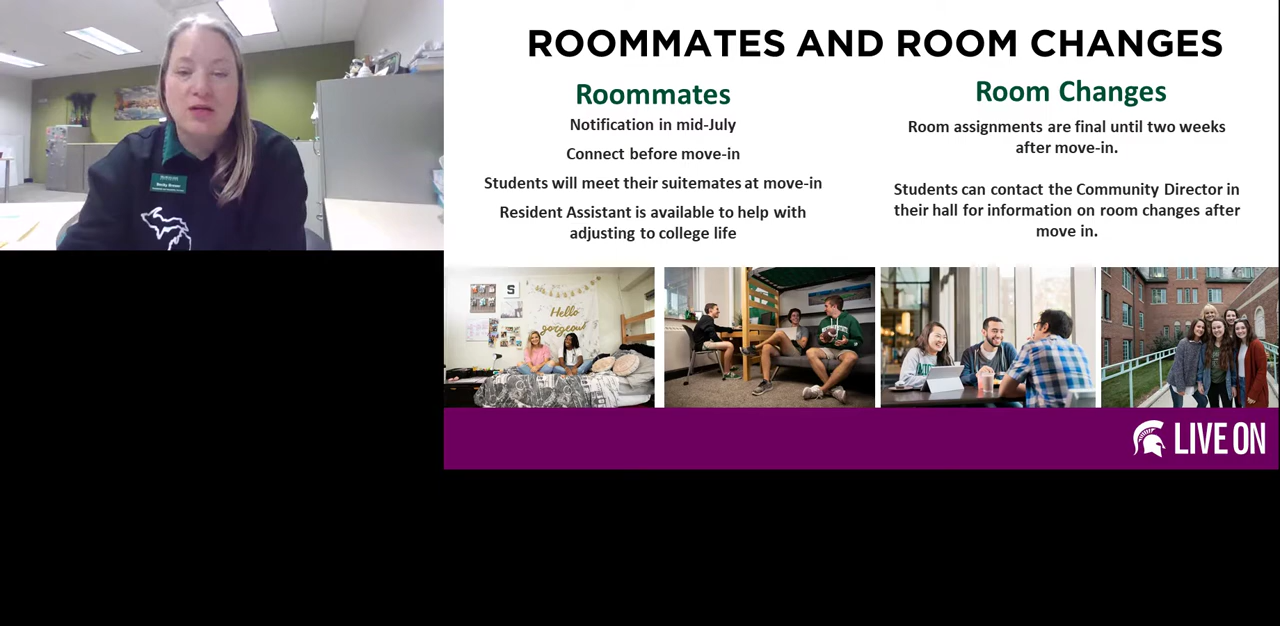 ROOMMATES AND ROOM CHANGES
Roommates
Notification in mid-July
Connect before move-in
Students will meet their suitemates at move-in
Resident Assistant is available to help with
adjusting to college life
Room Changes
Room assignments are final until two weeks
after move-in.
Students can contact the Community Director in
their hall for information on room changes after
move in.
S
Hello
gorgeous
LIVE ON